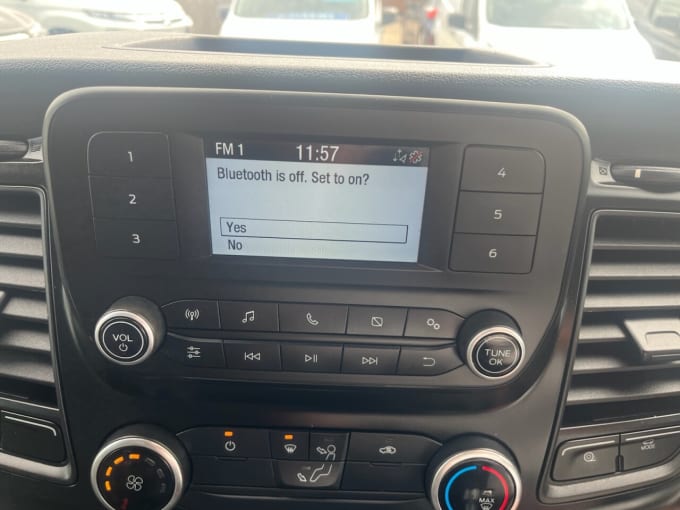 FM 1 11:57
Bluetooth is off. Set to on?
Yes
No
1
2
3
4
5
6
VOL
TUNE
OK
MAX
MODE